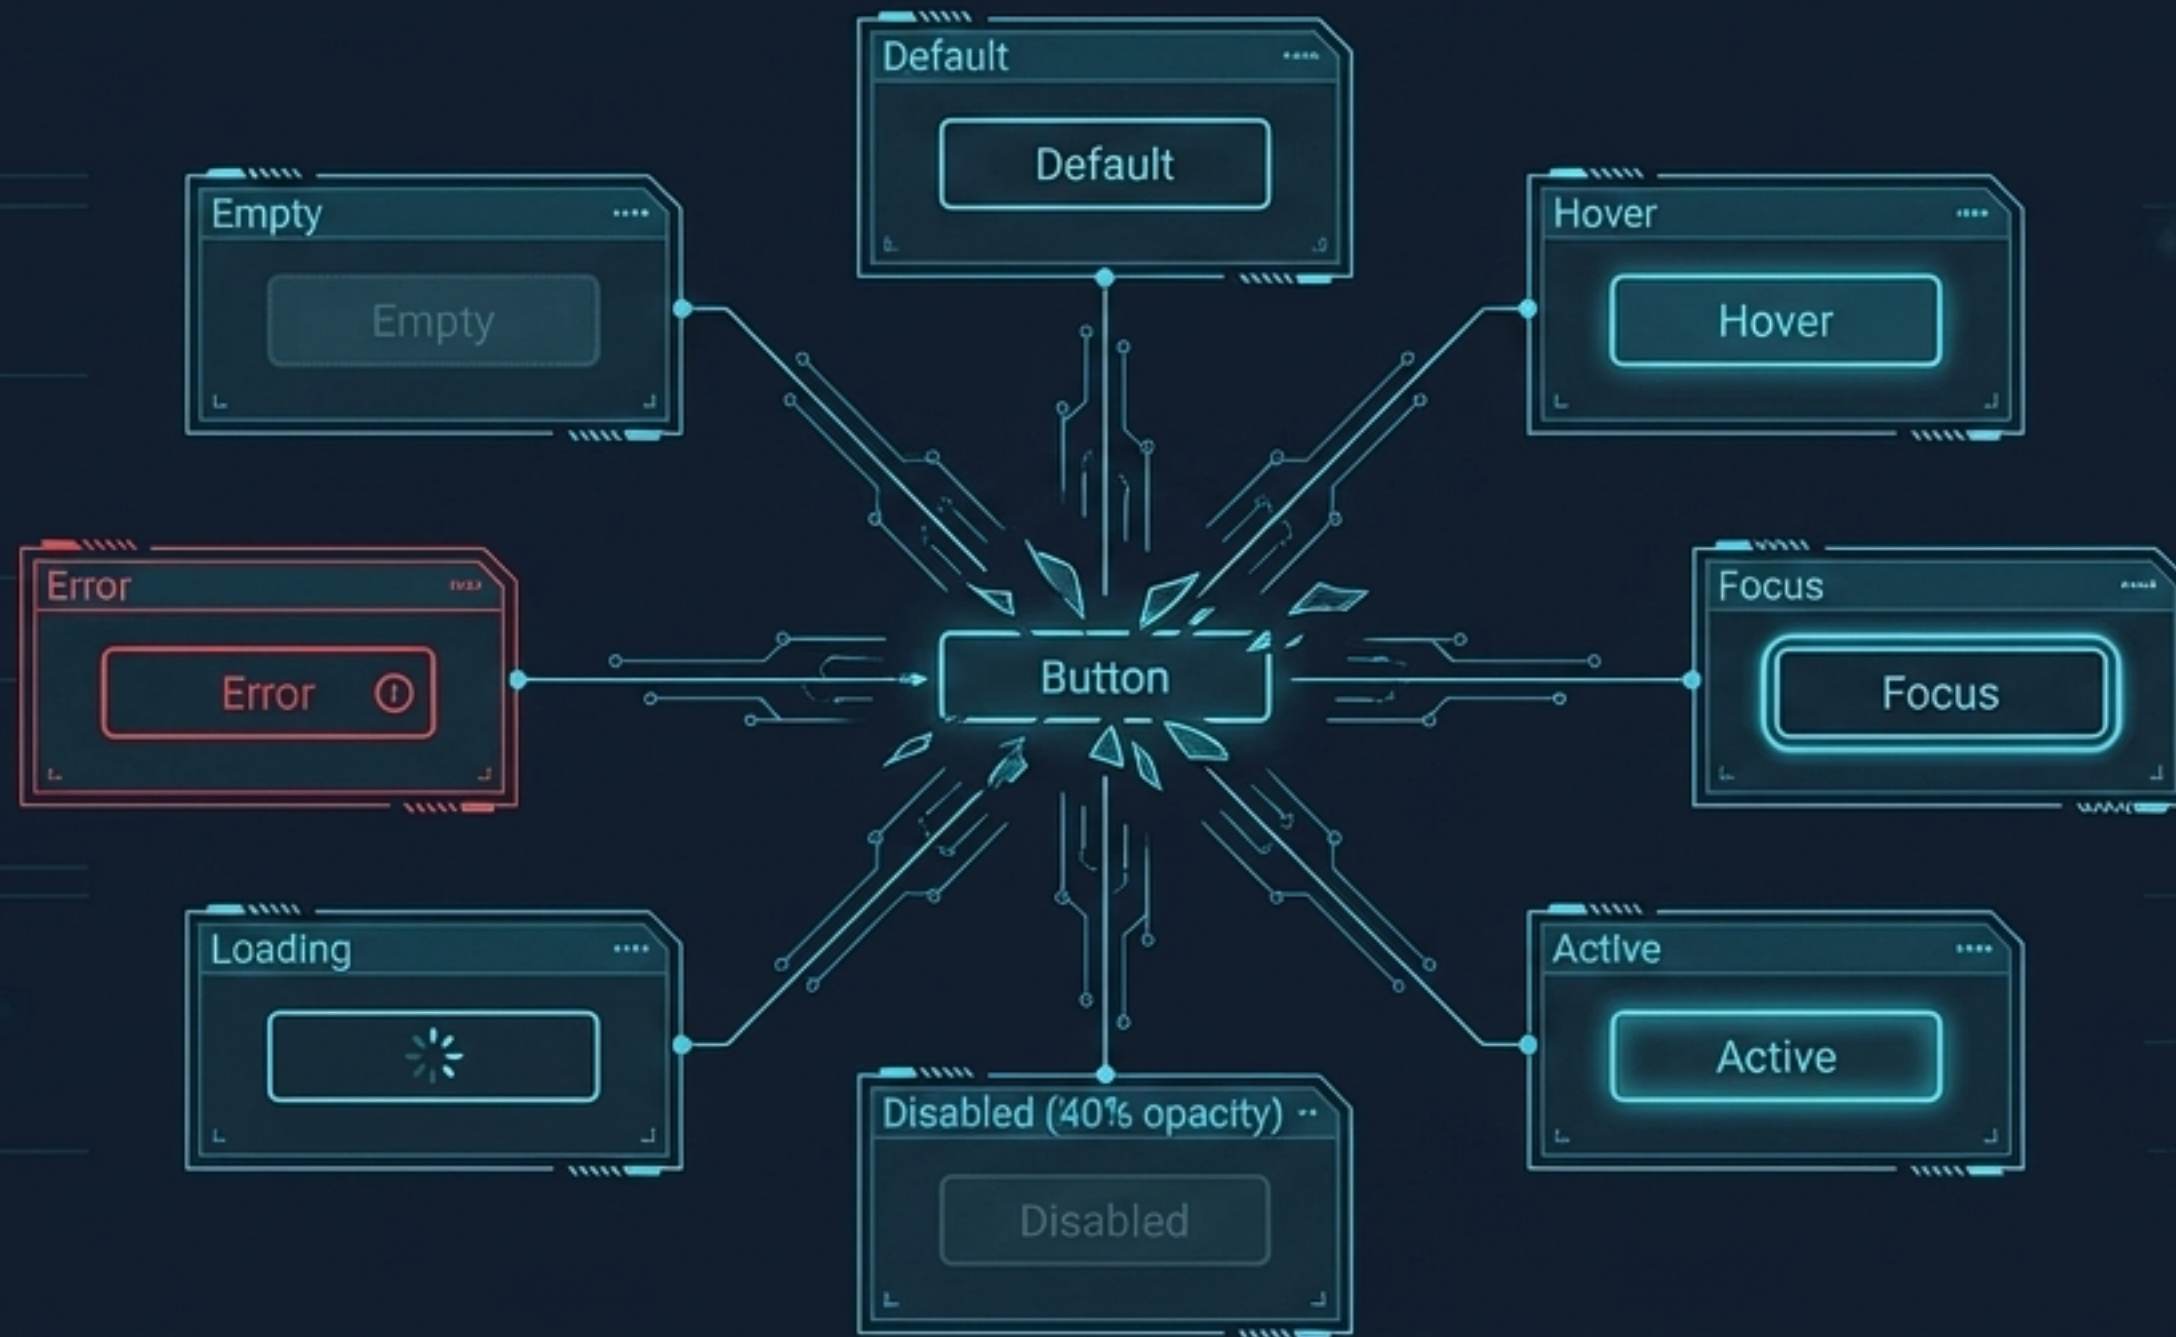 Default
Default
Empty
Empty
Hover
Hover
Error
Error
Button
Focus
Focus
Loading
Active
Active
Disabled (40% opacity)
Disabled